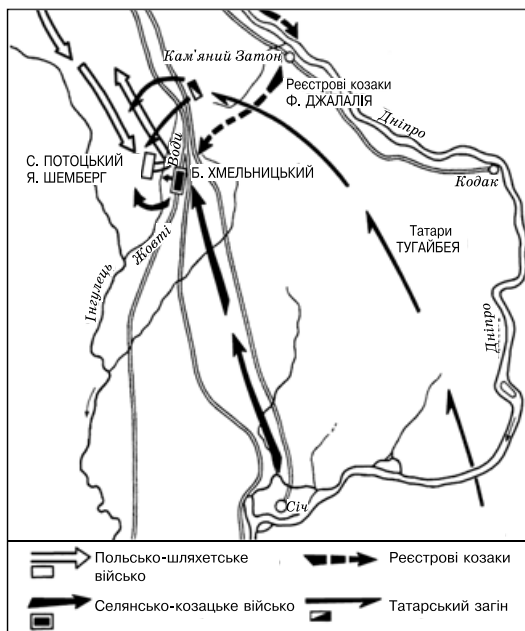 Кам'яний Затон
Реєстрові козаки
Ф. ДЖАЛАЛІЯ
Дніпро
С. ПОТОЦЬКИЙ
Я. ШЕМБЕРГ
Води
Б. ХМЕЛЬНИЦЬКИЙ
Кодак
Жовті
Татари
ТУГАЙБЕЯ
Інгулець
Дніпро
Січ
Польсько-шляхетське
військо
Реєстрові козаки
Селянсько-козацьке військо
Татарський загін